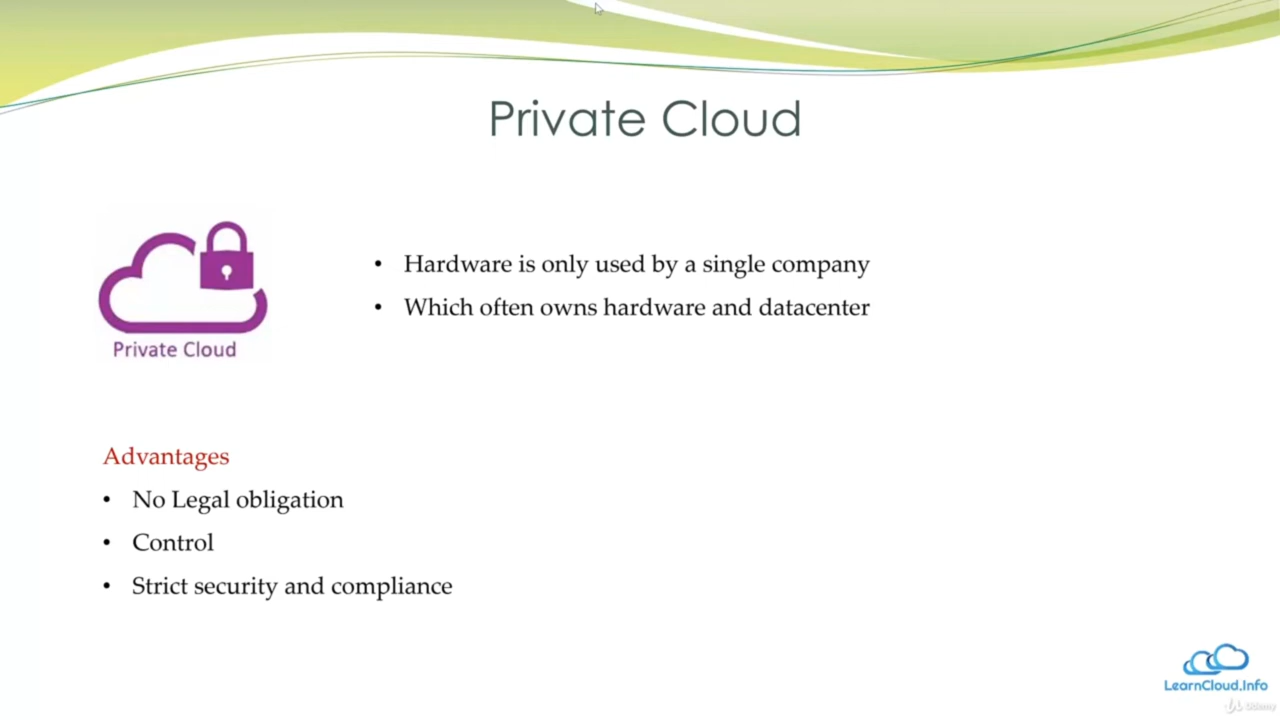 Private Cloud
Private Cloud
• Hardware is only used by a single company
• Which often owns hardware and datacenter
Advantages
• No Legal obligation
• Control
• Strict security and compliance
LearnCloud.Info
Udemy